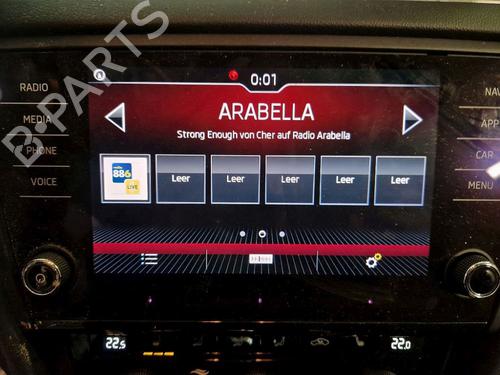 0:01
RADIO
MEDIA
PHONE
VOICE
ARABELLA
Strong Enough von Cher auf Radio Arabella
886
LIVE
Leer
Leer
Leer
Leer
Leer
NAV
APP
CAR
MENU
22.5
22.0
B-PARTS